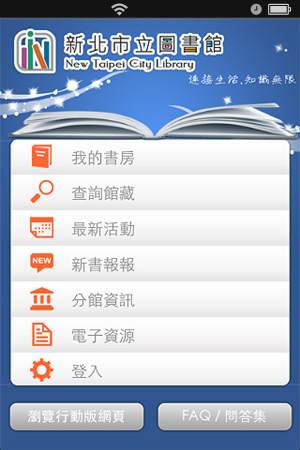 新北市立圖書館
New Taipei City Library
連接生活.知識無限
我的書房
查詢館藏
最新活動
NEW
新書報報
分館資訊
電子資源
登入
瀏覽行動版網頁
FAQ / 問答集